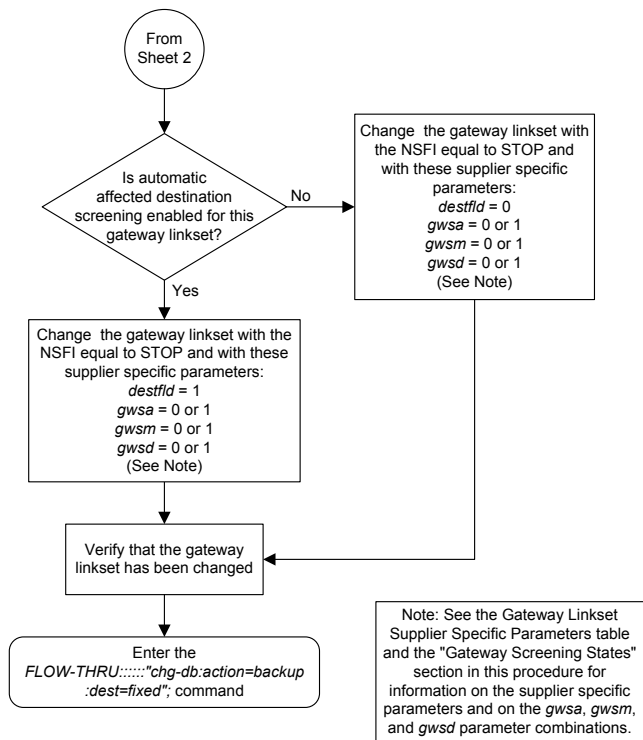 From
Sheet 2
Is automatic
affected destination
screening enabled for this
gateway linkset?
No
Yes
Change  the gateway linkset with
the NSFI equal to STOP and
with these supplier specific
parameters:
destfld = 0
gwsa = 0 or 1
gwsm = 0 or 1
gwsd = 0 or 1
(See Note)
Change  the gateway linkset with the
NSFI equal to STOP and with these
supplier specific parameters:
destfld = 1
gwsa = 0 or 1
gwsm = 0 or 1
gwsd = 0 or 1
(See Note)
Verify that the gateway
linkset has been changed
Enter the
FLOW-THRU::::::"chg-db:action=backup
:dest=fixed"; command
Note: See the Gateway Linkset
Supplier Specific Parameters table
and the "Gateway Screening States"
section in this procedure for
information on the supplier specific
parameters and on the gwsa, gwsm,
and gwsd parameter combinations.